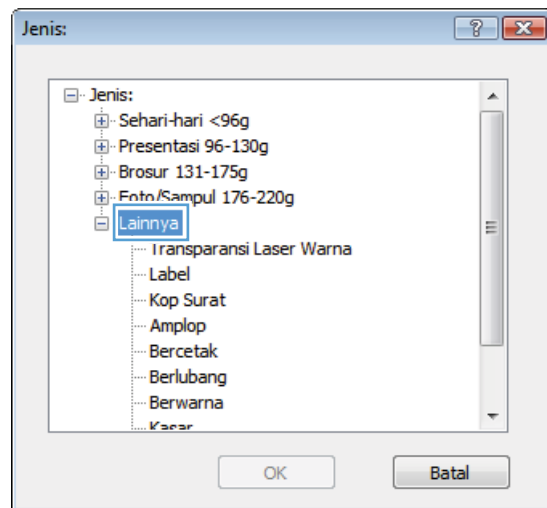 Jenis:
Jenis:
Sehari-hari <96g
Presentasi 96-130g
Brosur 131-175g
Foto/Sampul 176-220g
Lainnya
Transparansi Laser Warna
Label
Kop Surat
Amplop
Bercetak
Berlubang
Berwarna
Kasar
OK
Batal